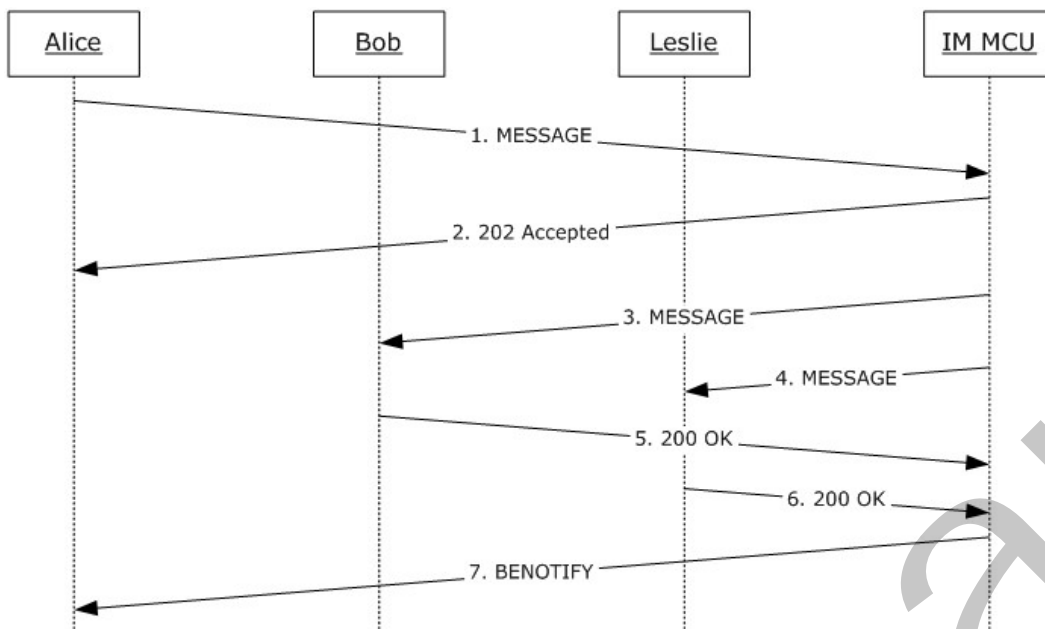 Alice
Bob
Leslie
IM MCU
1. MESSAGE
2. 202 Accepted
3. MESSAGE
4. MESSAGE
5. 200 OK
6. 200 OK
7. BENOTIFY